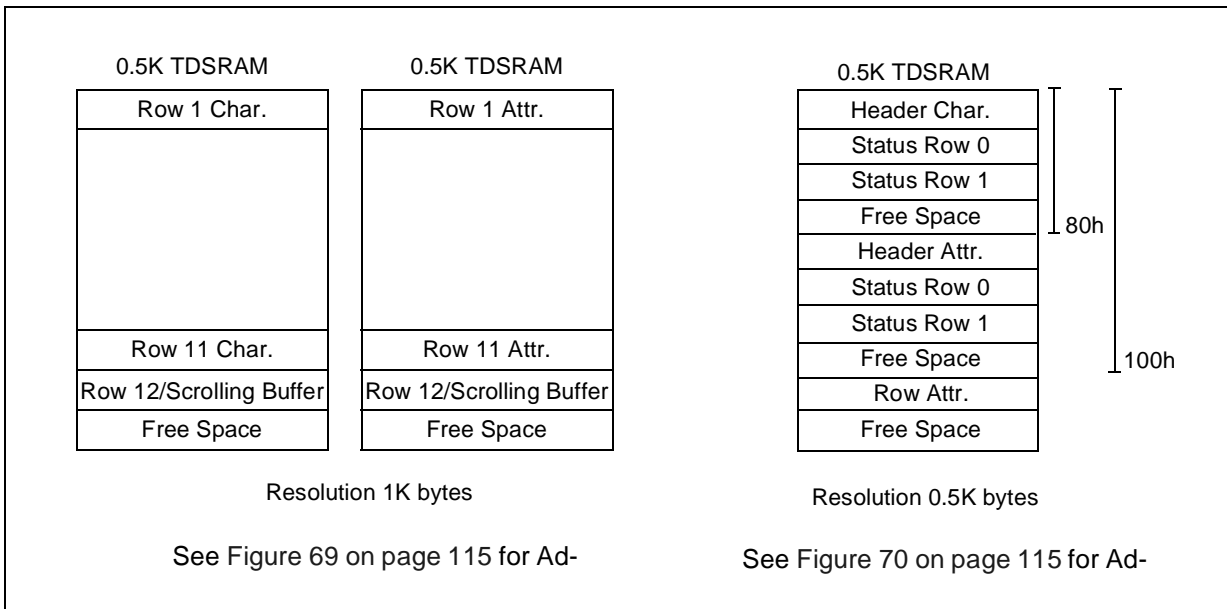 0.5K TDSRAM
Row 1 Char.
Row 11 Char.
Row 12/Scrolling Buffer
Free Space
0.5K TDSRAM
Row 1 Attr.
Row 11 Attr.
Row 12/Scrolling Buffer
Free Space
Resolution 1K bytes
See Figure 69 on page 115 for Ad-
0.5K TDSRAM
Header Char.
Status Row 0
Status Row 1
Free Space
80h
Header Attr.
Status Row 0
Status Row 1
Free Space
100h
Row Attr.
Free Space
Resolution 0.5K bytes
See Figure 70 on page 115 for Ad-